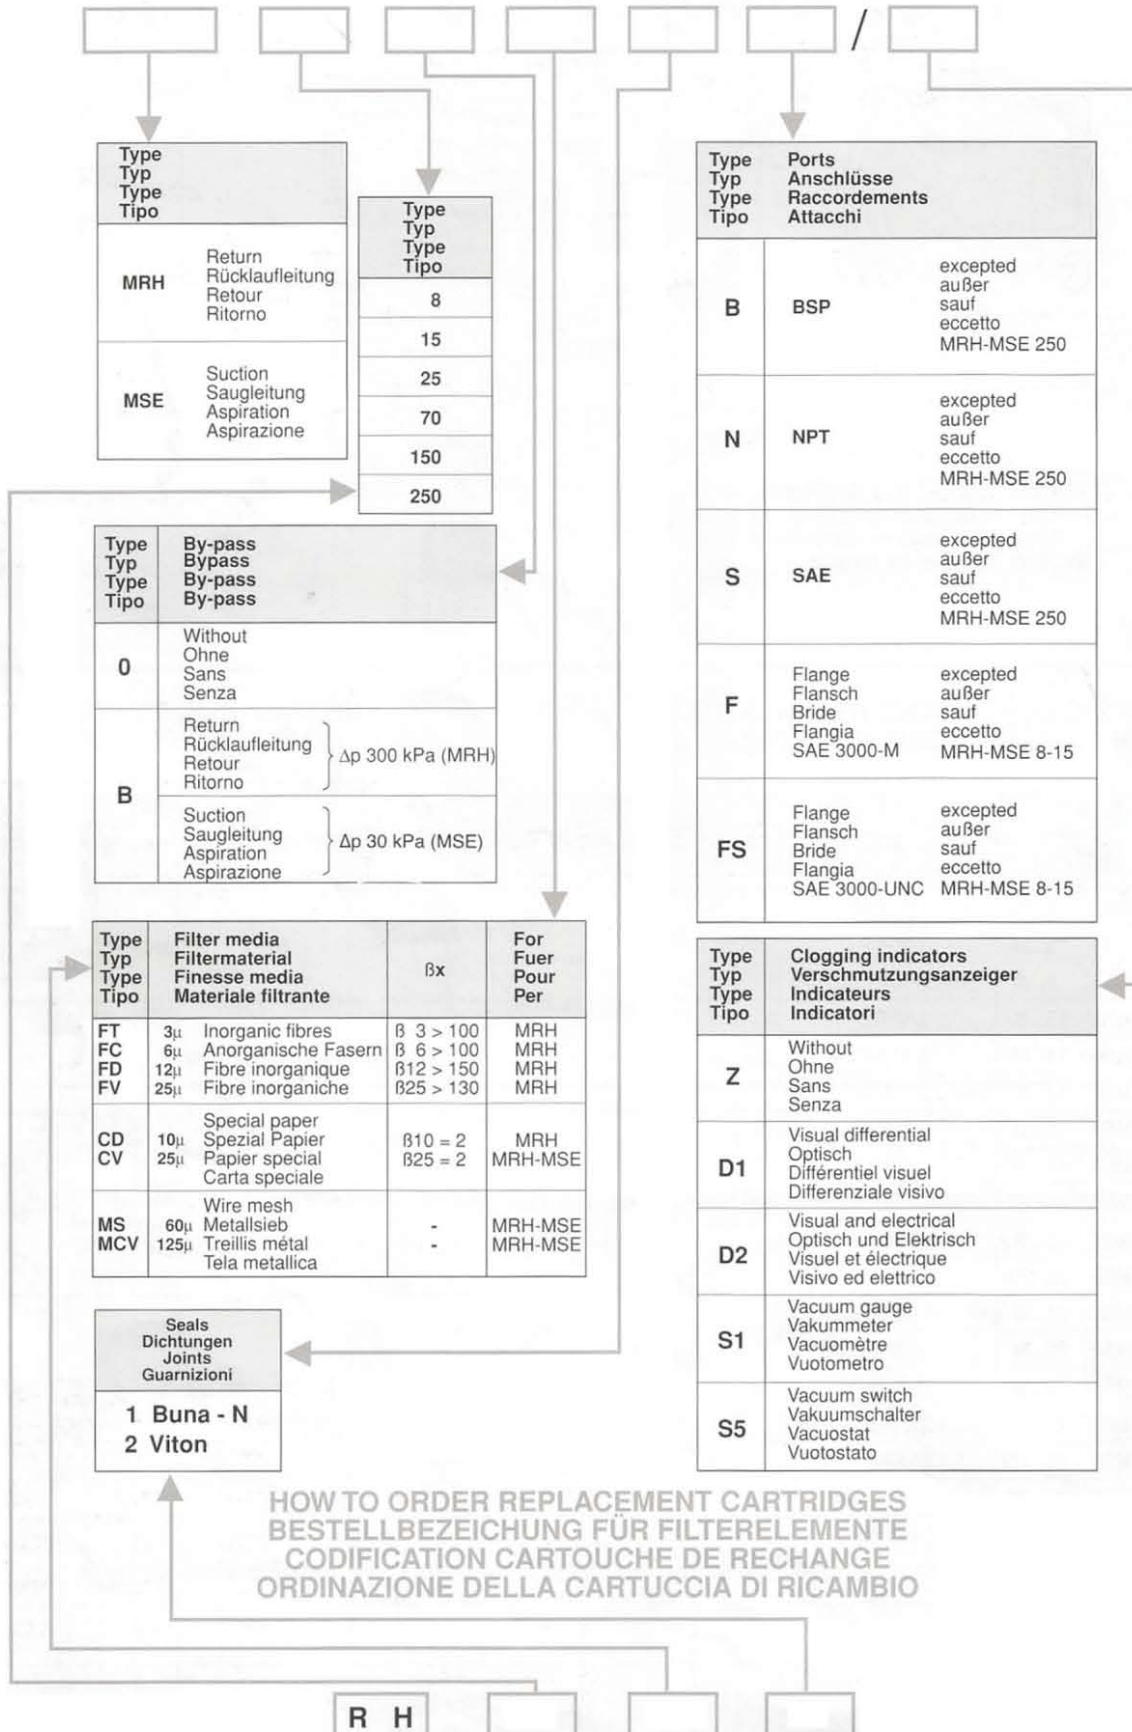 /
Type
Typ
Type
Tipo
MRH
Return
Rücklaufleitung
Retour
Ritorno
MSE
Suction
Saugleitung
Aspiration
Aspirazione
Type
Typ
Type
Tipo
8
15
25
70
150
250
Type By-pass
Typ Bypass
Type By-pass
Tipo By-pass
0
Without
Ohne
Sans
Senza
B
Return
Rücklaufleitung
Retour
Ritorno
Δp 300 kPa (MRH)
Suction
Saugleitung
Aspiration
Aspirazione
Δp 30 kPa (MSE)
Type Filter media For
Typ Filtermaterial ßx Fuer
Type Finesse media Pour
Tipo Materiale filtrante Per
FT 3µ Inorganic fibres ß 3 > 100 MRH
FC 6µ Anorganische Fasern ß 6 > 100 MRH
FD 12µ Fibre inorganique ß12 > 150 MRH
FV 25µ Fibre inorganiche ß25 > 130 MRH
Special paper
CD 10µ Spezial Papier ß10 = 2 MRH
CV 25µ Papier special ß25 = 2 MRH-MSE
Carta speciale
Wire mesh
MS 60µ Metallsieb - MRH-MSE
MCV 125µ Treillis métal - MRH-MSE
Tela metallica
Seals
Dichtungen
Joints
Guarnizioni
1 Buna - N
2 Viton
Type Ports
Typ Anschlüsse
Type Raccordements
Tipo Attacchi
B BSP
excepted
außer
sauf
eccetto
MRH-MSE 250
N NPT
excepted
außer
sauf
eccetto
MRH-MSE 250
S SAE
excepted
außer
sauf
eccetto
MRH-MSE 250
F
Flange excepted
Flansch außer
Bride sauf
Flangia eccetto
SAE 3000-M MRH-MSE 8-15
FS
Flange excepted
Flansch außer
Bride sauf
Flangia eccetto
SAE 3000-UNC MRH-MSE 8-15
Type Clogging indicators
Typ Verschmutzungsanzeiger
Type Indicateurs
Tipo Indicatori
Z
Without
Ohne
Sans
Senza
D1
Visual differential
Optisch
Différentiel visuel
Differenziale visivo
D2
Visual and electrical
Optisch und Elektrisch
Visuel et électrique
Visivo ed elettrico
S1
Vacuum gauge
Vakummeter
Vacuomètre
Vuotometro
S5
Vacuum switch
Vakuumschalter
Vacuostat
Vuotostato
HOW TO ORDER REPLACEMENT CARTRIDGES
BESTELLBEZEICHUNG FÜR FILTERELEMENTE
CODIFICATION CARTOUCHE DE RECHANGE
ORDINAZIONE DELLA CARTUCCIA DI RICAMBIO
R H